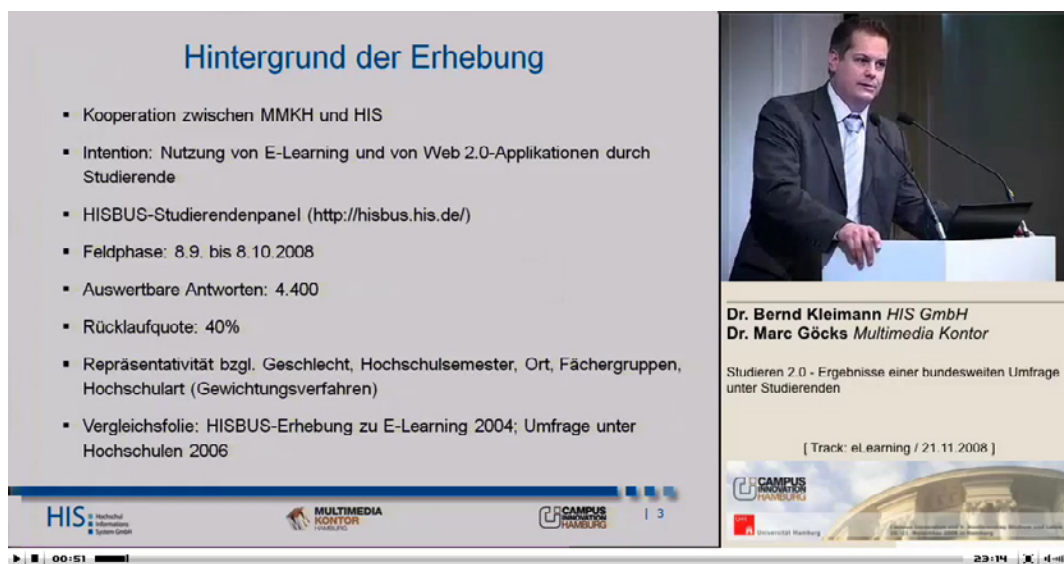 Hintergrund der Erhebung
▪ Kooperation zwischen MMKH und HIS
▪ Intention: Nutzung von E-Learning und von Web 2.0-Applikationen durch
Studierende
▪ HISBUS-Studierendenpanel (http://hisbus.his.de/)
▪ Feldphase: 8.9. bis 8.10.2008
▪ Auswertbare Antworten: 4.400
▪ Rücklaufquote: 40%
▪ Repräsentativität bzgl. Geschlecht, Hochschulsemester, Ort, Fächergruppen,
Hochschulart (Gewichtungsverfahren)
▪ Vergleichsfolie: HISBUS-Erhebung zu E-Learning 2004; Umfrage unter
Hochschulen 2006
HIS
Hochschul
Informations
System GmbH
MULTIMEDIA
KONTOR
HAMBURG
CAMPUS
INNOVATION
HAMBURG
| 3
Dr. Bernd Kleimann HIS GmbH
Dr. Marc Göcks Multimedia Kontor
Studieren 2.0 - Ergebnisse einer bundesweiten Umfrage
unter Studierenden
[ Track: eLearning / 21.11.2008 ]
CAMPUS
INNOVATION
HAMBURG
Universität Hamburg
00:51
23:14